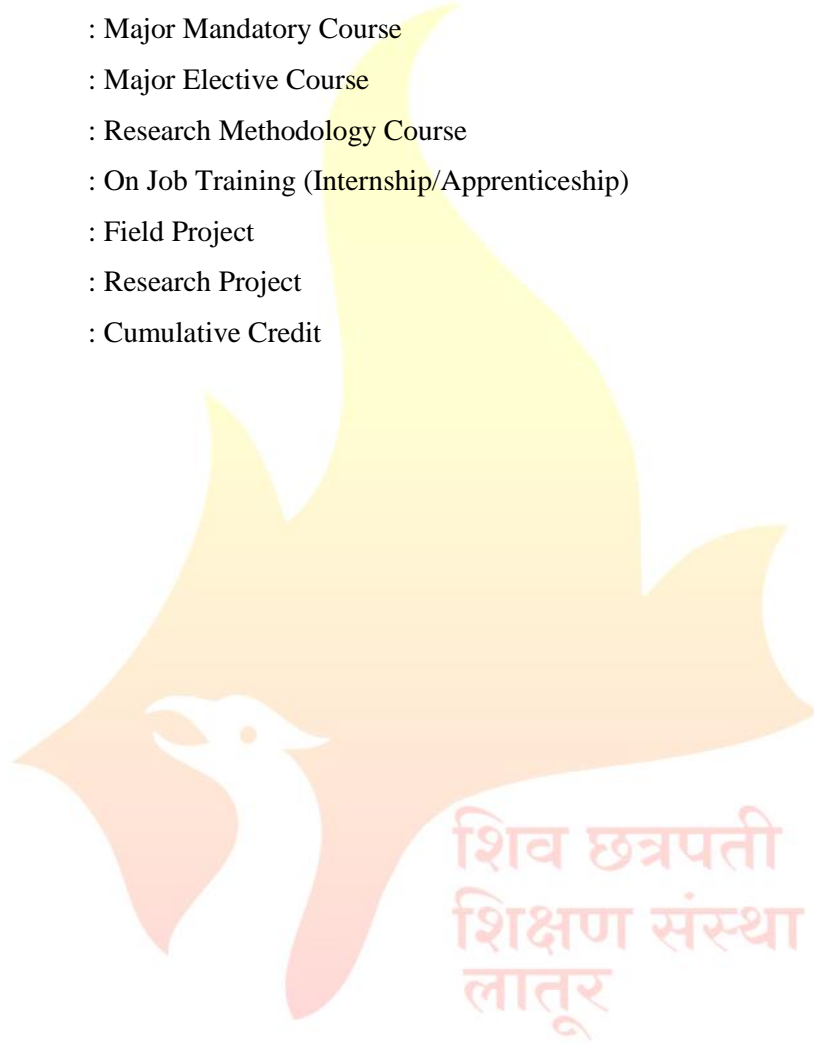 : Major Mandatory Course
: Major Elective Course
: Research Methodology Course
: On Job Training (Internship/Apprenticeship)
: Field Project
: Research Project
: Cumulative Credit
शिव छत्रपती
शिक्षण संस्था
लातूर